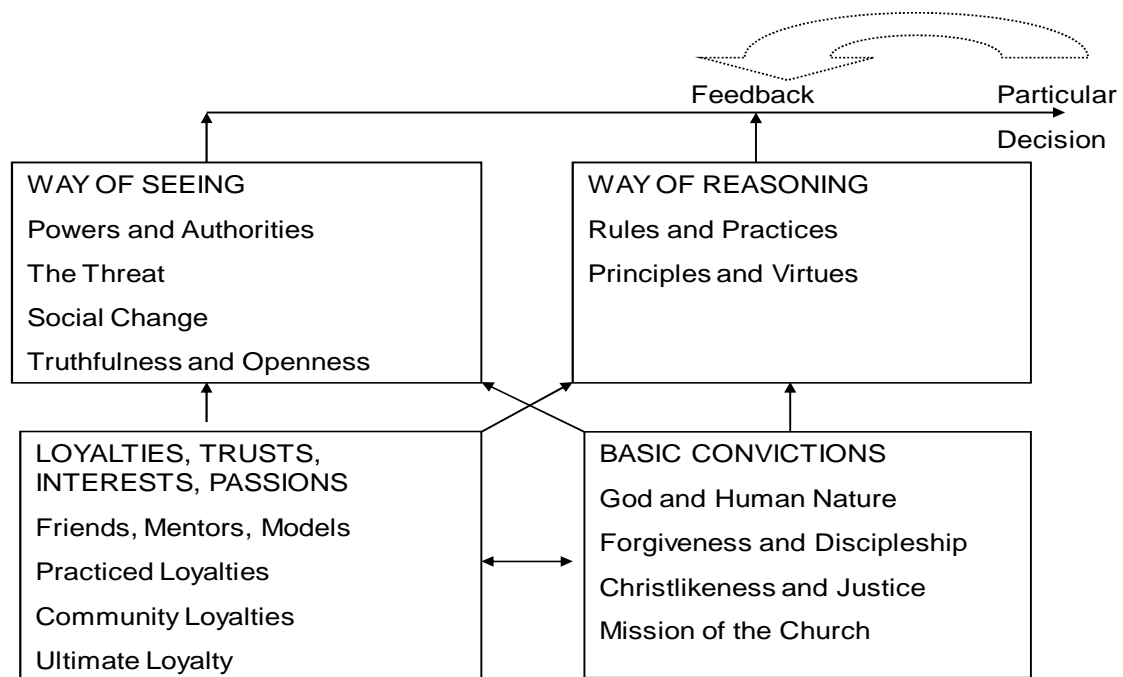 Feedback
Particular
Decision
WAY OF SEEING
Powers and Authorities
The Threat
Social Change
Truthfulness and Openness
WAY OF REASONING
Rules and Practices
Principles and Virtues
LOYALTIES, TRUSTS,
INTERESTS, PASSIONS
Friends, Mentors, Models
Practiced Loyalties
Community Loyalties
Ultimate Loyalty
BASIC CONVICTIONS
God and Human Nature
Forgiveness and Discipleship
Christlikeness and Justice
Mission of the Church